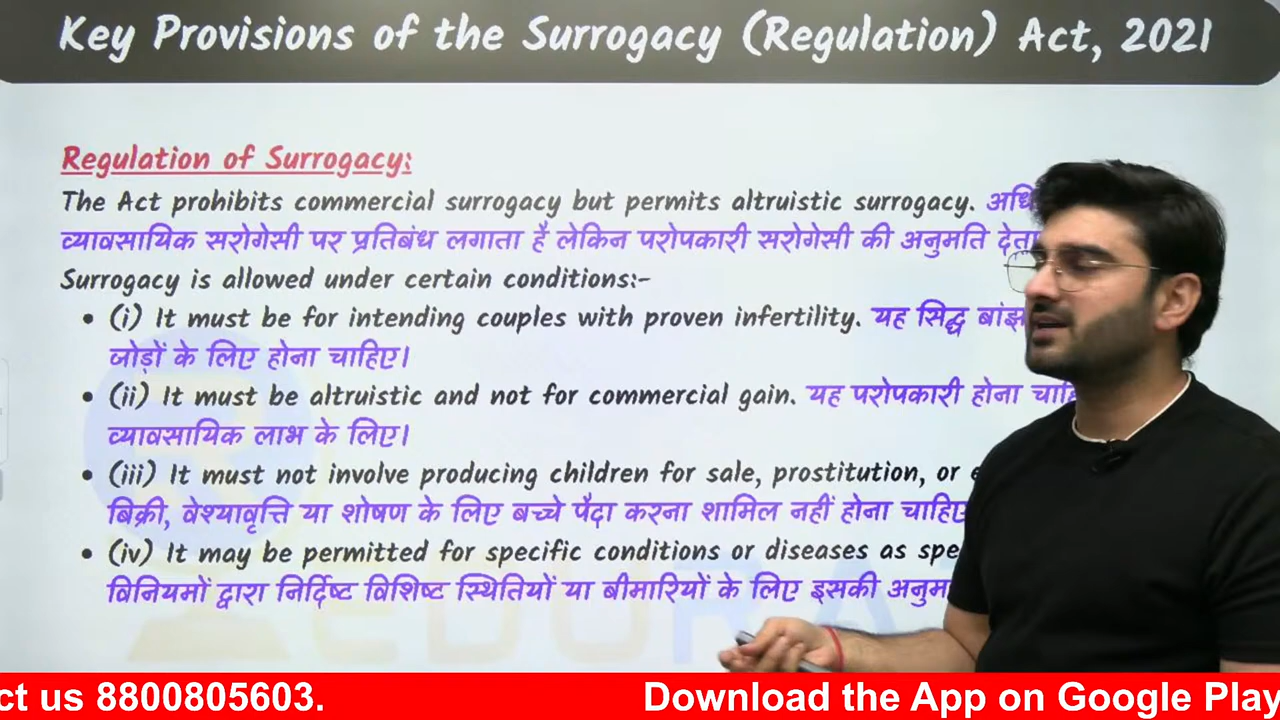 Key Provisions of the Surrogacy (Regulation) Act, 2021
Regulation of Surrogacy:
The Act prohibits commercial surrogacy but permits altruistic surrogacy.
व्यावसायिक सरोगेसी पर प्रतिबंध लगाता है लेकिन परोपकारी सरोगेसी की अनुमति
Surrogacy is allowed under certain conditions:-
• (i) It must be for intending couples with proven infertility. यह सिद्ध
जोड़ों के लिए होना चाहिए।
• (ii) It must be altruistic and not for commercial gain. यह परोपकारी होना
व्यावसायिक लाभ के लिए।
• (iii) It must not involve producing children for sale, prostitution, or
बिक्री, वेश्यावृत्ति या शोषण के लिए बच्चे पैदा करना शामिल नहीं होना चाहिए
• (iv) It may be permitted for specific conditions or diseases as
विनियमों द्वारा निर्दिष्ट विशिष्ट स्थितियों या बीमारियों के लिए इसकी
ct us 8800805603. Download the App on Google Play